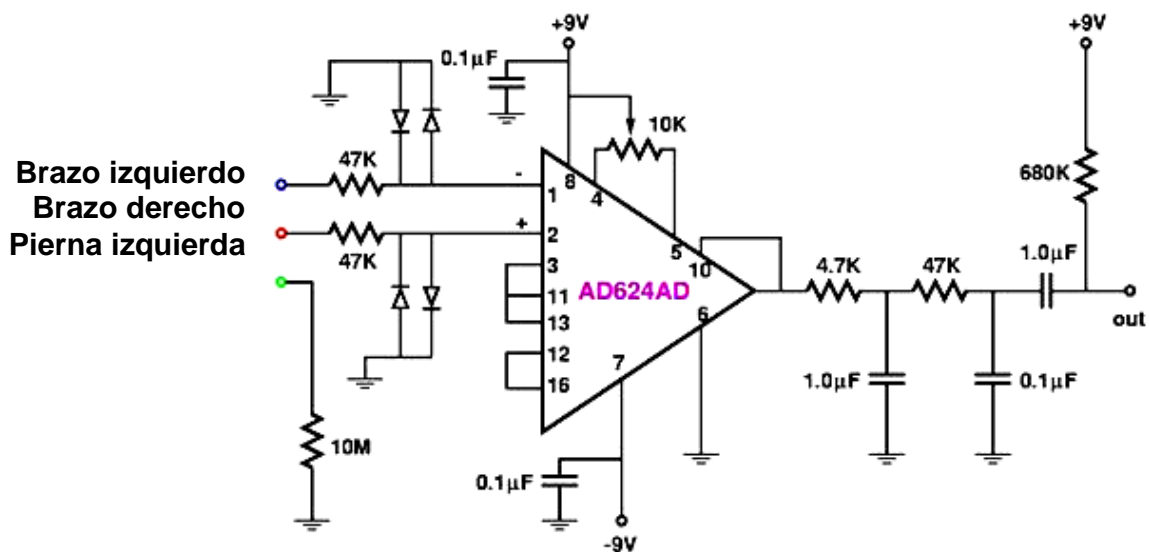 +9V
+9V
0.1µF
10K
47K
680K
Brazo izquierdo
Brazo derecho
Pierna izquierda
-
+
47K
1
2
3
11
13
12
16
8
4
5
10
6
7
AD624AD
4.7K
47K
1.0µF
out
1.0µF
0.1µF
10M
0.1µF
-9V